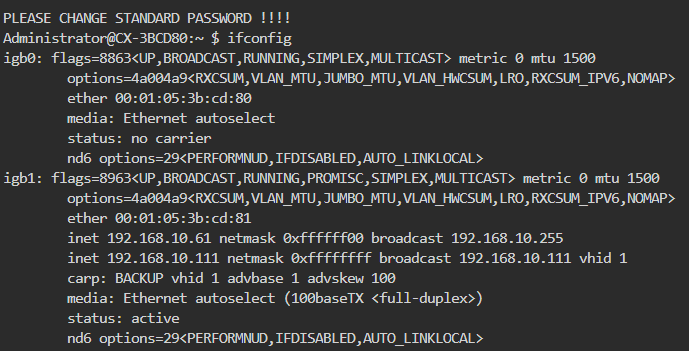 PLEASE CHANGE STANDARD PASSWORD !!!!
Administrator@CX-3BCD80:~ $ ifconfig
igb0: flags=8863<UP,BROADCAST,RUNNING,SIMPLEX,MULTICAST> metric 0 mtu 1500
        options=4a004a9<RXCSUM,VLAN_MTU,JUMBO_MTU,VLAN_HWCSUM,LRO,RXCSUM_IPV6,NOMAP>
        ether 00:01:05:3b:cd:80
        media: Ethernet autoselect
        status: no carrier
        nd6 options=29<PERFORMNUD,IFDISABLED,AUTO_LINKLOCAL>
igb1: flags=8963<UP,BROADCAST,RUNNING,PROMISC,SIMPLEX,MULTICAST> metric 0 mtu 1500
        options=4a004a9<RXCSUM,VLAN_MTU,JUMBO_MTU,VLAN_HWCSUM,LRO,RXCSUM_IPV6,NOMAP>
        ether 00:01:05:3b:cd:81
        inet 192.168.10.61 netmask 0xffffff00 broadcast 192.168.10.255
        inet 192.168.10.111 netmask 0xffffffff broadcast 192.168.10.111 vhid 1
        carp: BACKUP vhid 1 advbase 1 advskew 100
        media: Ethernet autoselect (100baseTX <full-duplex>)
        status: active
        nd6 options=29<PERFORMNUD,IFDISABLED,AUTO_LINKLOCAL>